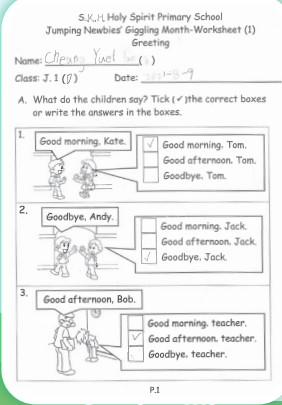 S.K.H. Holy Spirit Primary School
Jumping Newbies' Giggling Month-Worksheet (1)
Greeting
Name: Cheung Yuet ( )
Class: J. 1 ( ) Date: -8-9
A. What do the children say? Tick (✓)the correct boxes
or write the answers in the boxes.
1.
Good morning, Kate.
✓ Good morning, Tom.
Good afternoon, Tom.
Goodbye, Tom.
2.
Goodbye, Andy.
Good morning, Jack.
Good afternoon, Jack.
✓ Goodbye, Jack.
3.
Good afternoon, Bob.
Good morning, teacher.
✓ Good afternoon, teacher.
Goodbye, teacher.
P.1